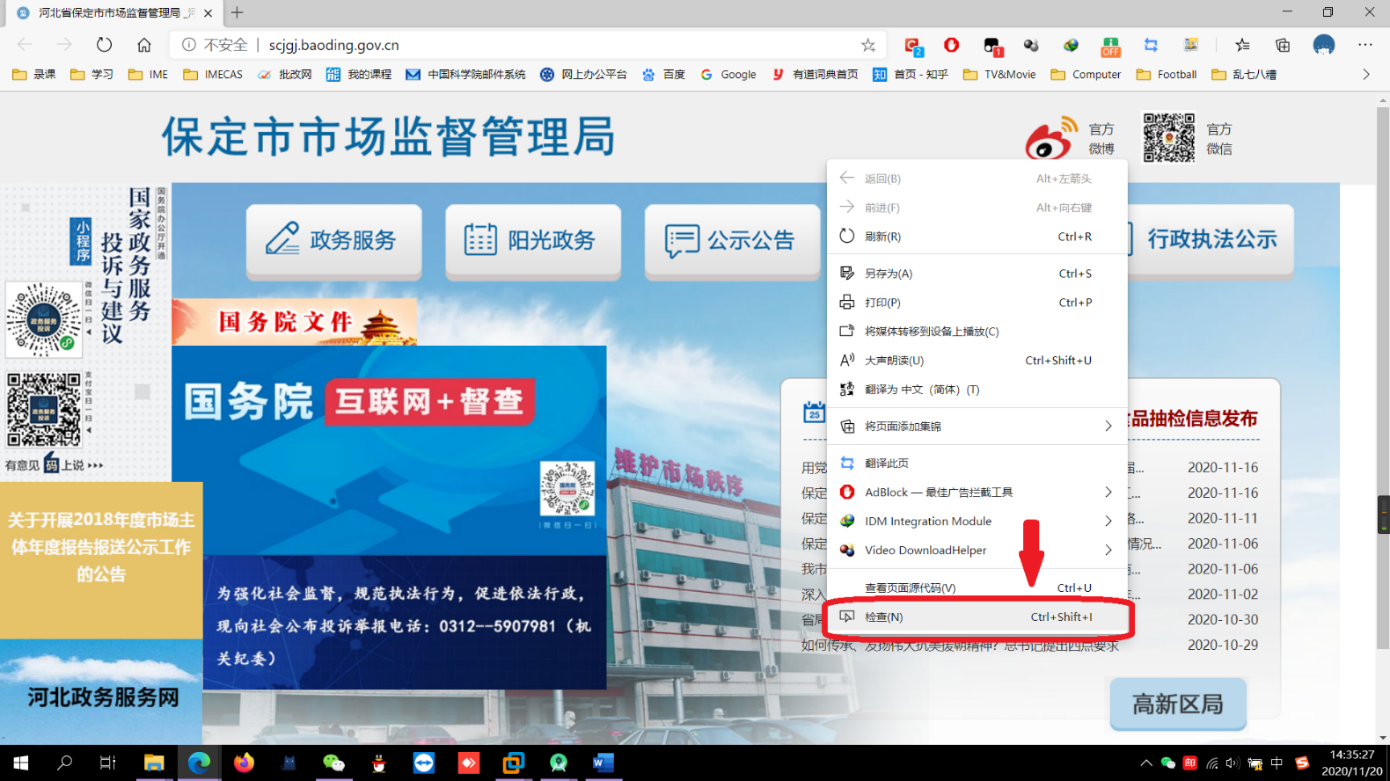 河北省保定市市场监督管理局
不安全 | scjgj.baoding.gov.cn
2
1
OFF
录课
学习
IME
IMECAS
批改网
我的课程
中国科学院邮件系统
网上办公平台
百度
Google
有道词典首页
首页 - 知乎
TV&Movie
Computer
Football
乱七八糟
保定市市场监督管理局
官方
微博
官方
微信
国务院办公厅开通
国家政务服务
投诉与建议
小程序
微信扫一扫
政务服务
投诉
支付宝扫一扫
政务服务
投诉
有意见 码上说
政务服务
阳光政务
公示公告
行政执法公示
国务院文件
国务院 互联网+督查
微信扫一扫
维护市场秩序
为强化社会监督，规范执法行为，促进依法行政，
现向社会公布投诉举报电话：0312--5907981（机
关纪委）
关于开展2018年度市场主
体年度报告报送公示工作
的公告
河北政务服务网
返回(B) Alt+左箭头
前进(F) Alt+向右键
刷新(R) Ctrl+R
另存为(A) Ctrl+S
打印(P) Ctrl+P
将媒体转移到设备上播放(C)
大声朗读(U) Ctrl+Shift+U
翻译为 中文（简体）(T)
将页面添加集锦
翻译此页
AdBlock — 最佳广告拦截工具
IDM Integration Module
Video DownloadHelper
查看页面源代码(V) Ctrl+U
检查(N) Ctrl+Shift+I
25
品抽检信息发布
用党 2020-11-16
保定 2020-11-16
保定 2020-11-11
保定 情况... 2020-11-06
我市 2020-11-06
深入 2020-11-02
省局 2020-10-30
如何传承、发扬伟大抗美援朝精神？总书记提出四点要求 2020-10-29
高新区局
中
14:35:27
2020/11/20